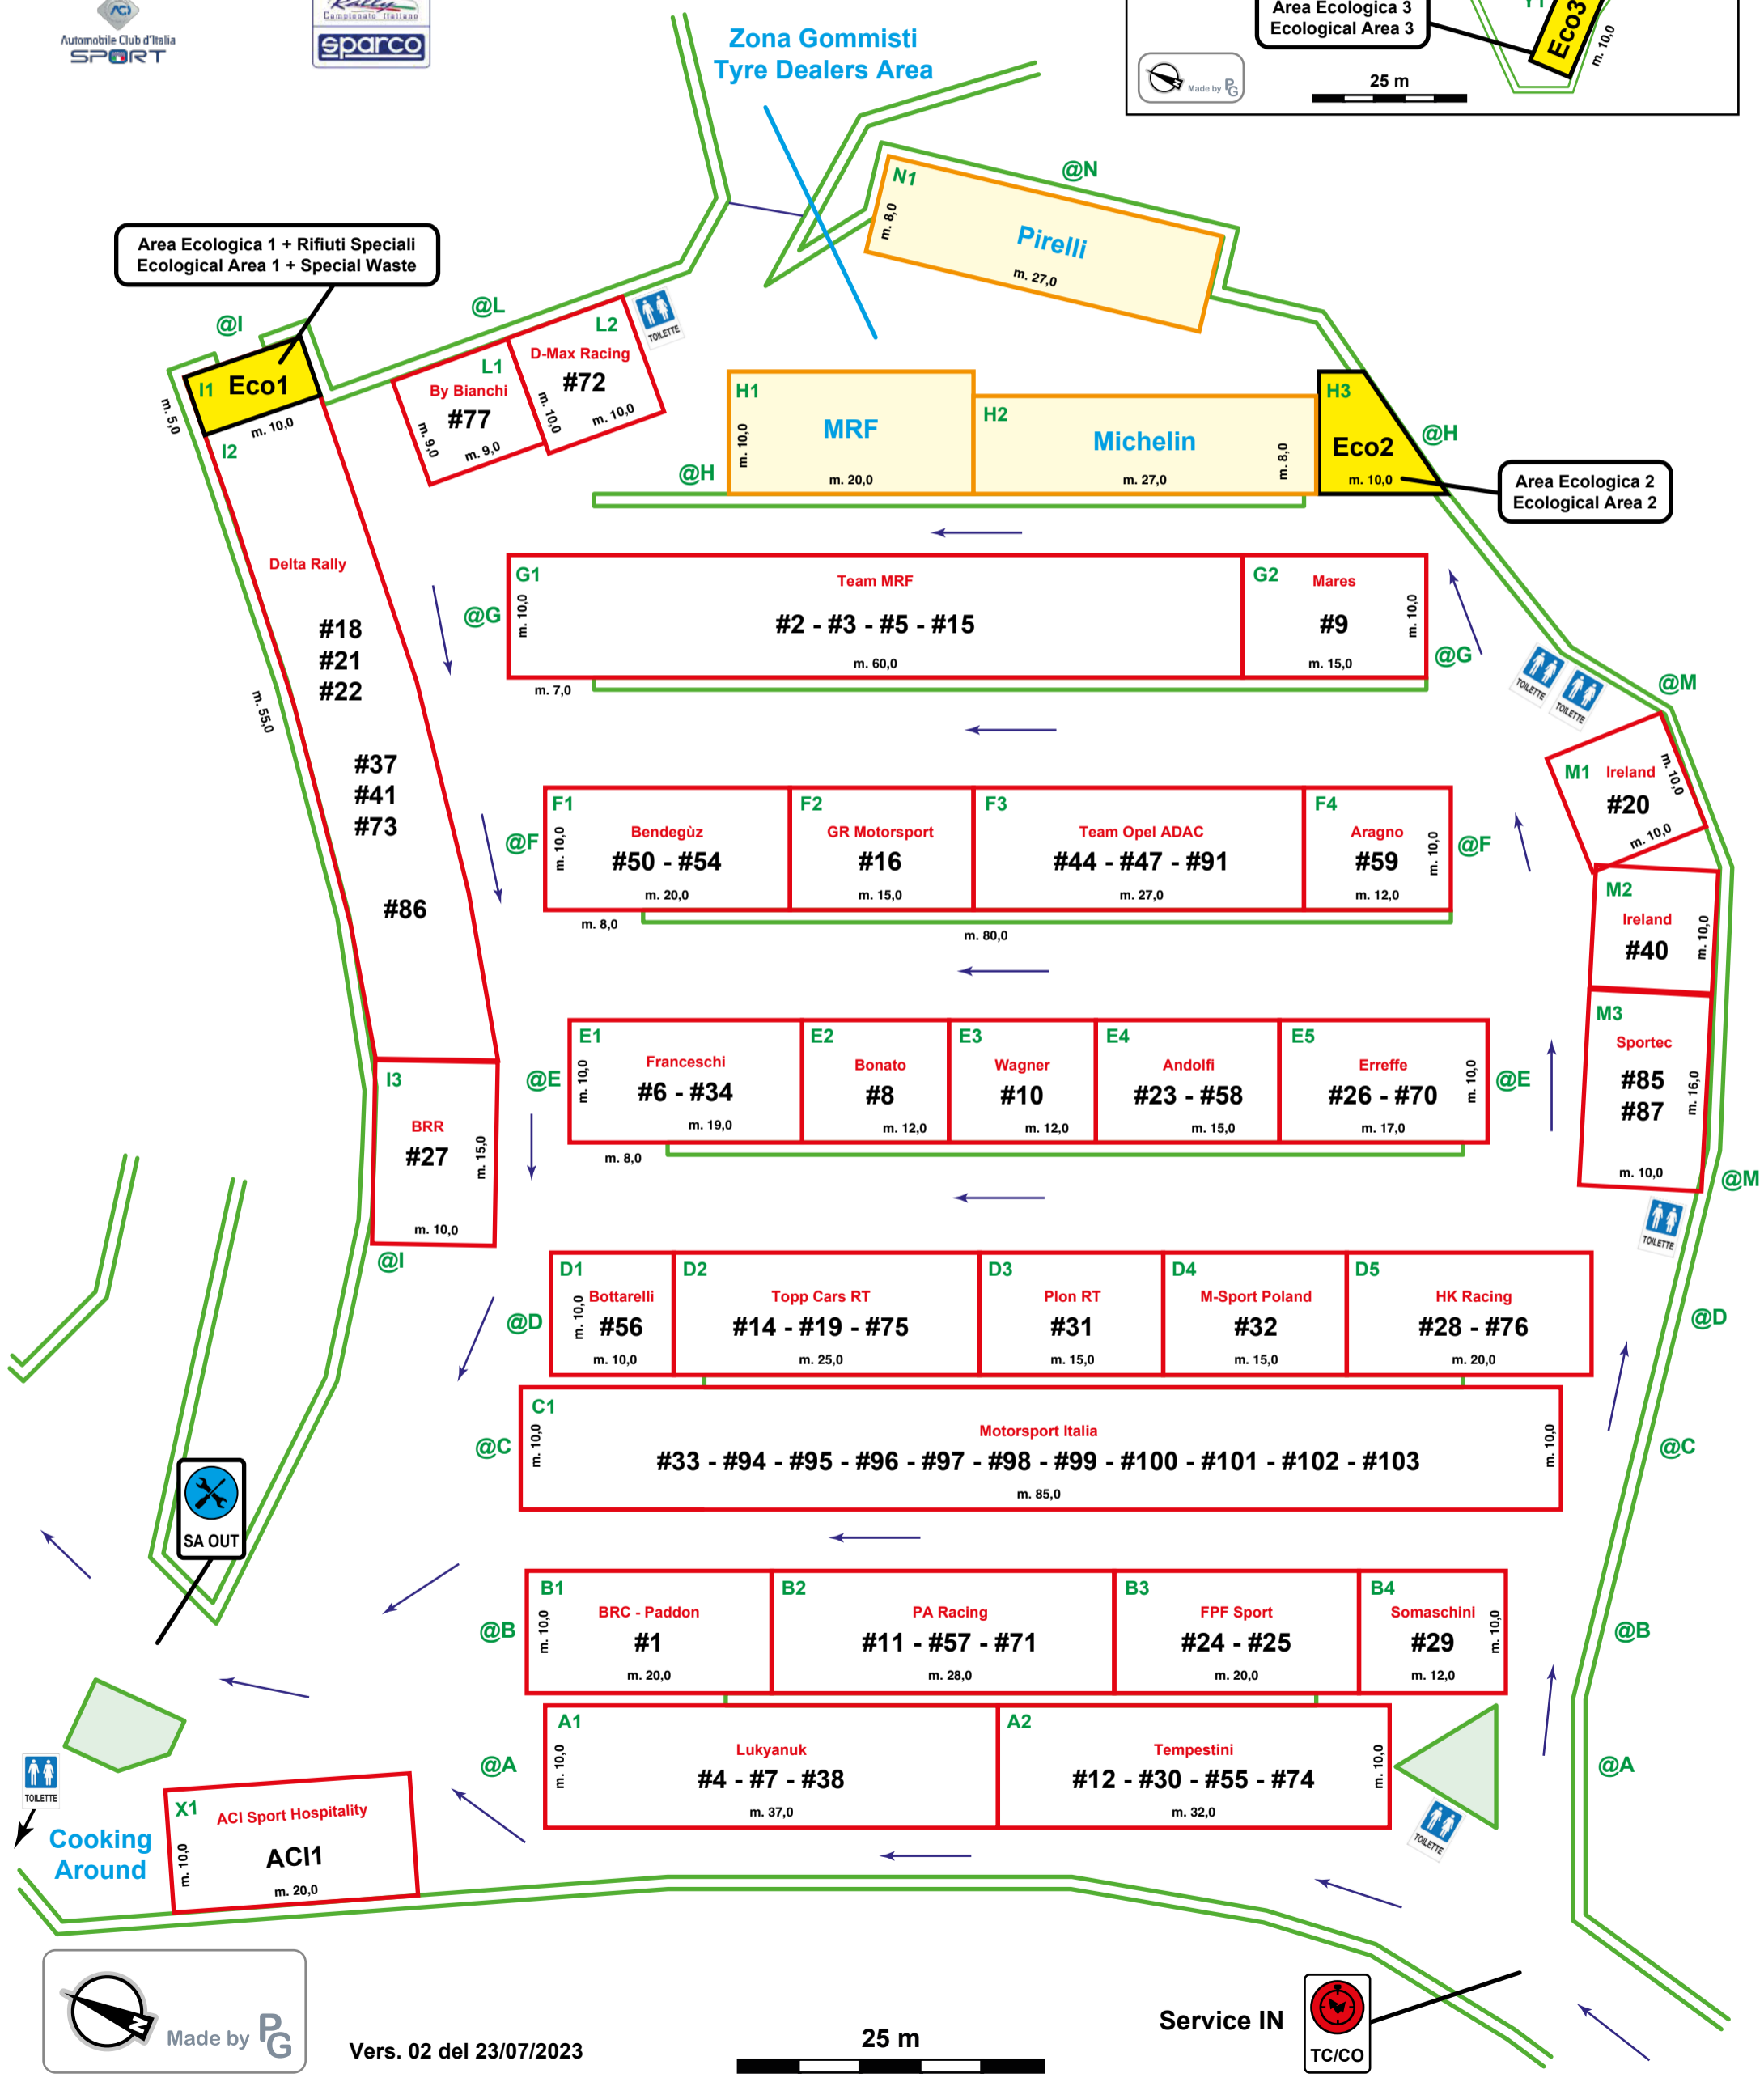 ACI
Automobile Club d'Italia
SPORT
Rally
Campionato Italiano
sparco
Zona Gommisti
Tyre Dealers Area
Area Ecologica 3
Ecological Area 3
Eco3
m. 10,0
Made by PG
25 m
@N
N1
m. 8,0
Pirelli
m. 27,0
Area Ecologica 1 + Rifiuti Speciali
Ecological Area 1 + Special Waste
@I
@L
I1
Eco1
m. 5,0
m. 10,0
I2
L1
By Bianchi
#77
m. 9,0
m. 9,0
L2
D-Max Racing
#72
m. 10,0
m. 10,0
TOILETTE
H1
MRF
m. 10,0
m. 20,0
H2
Michelin
m. 8,0
m. 27,0
H3
Eco2
m. 10,0
@H
@H
Area Ecologica 2
Ecological Area 2
Delta Rally
#18
#21
#22
#37
#41
#73
#86
m. 55,0
@G
G1
Team MRF
m. 10,0
#2 - #3 - #5 - #15
m. 60,0
G2
Mares
#9
m. 10,0
m. 15,0
@G
m. 7,0
TOILETTE
TOILETTE
@M
M1
Ireland
#20
m. 10,0
m. 10,0
@F
F1
Bendegùz
m. 10,0
#50 - #54
m. 20,0
F2
GR Motorsport
#16
m. 15,0
F3
Team Opel ADAC
#44 - #47 - #91
m. 27,0
F4
Aragno
#59
m. 10,0
m. 12,0
@F
m. 8,0
m. 80,0
M2
Ireland
#40
m. 10,0
M3
Sportec
#85
#87
m. 16,0
m. 10,0
@M
TOILETTE
@E
E1
Franceschi
m. 10,0
#6 - #34
m. 19,0
E2
Bonato
#8
m. 12,0
E3
Wagner
#10
m. 12,0
E4
Andolfi
#23 - #58
m. 15,0
E5
Erreffe
#26 - #70
m. 10,0
m. 17,0
@E
m. 8,0
I3
BRR
#27
m. 15,0
m. 10,0
@I
@D
D1
Bottarelli
m. 10,0
#56
m. 10,0
D2
Topp Cars RT
#14 - #19 - #75
m. 25,0
D3
Plon RT
#31
m. 15,0
D4
M-Sport Poland
#32
m. 15,0
D5
HK Racing
#28 - #76
m. 20,0
@D
@C
C1
Motorsport Italia
m. 10,0
#33 - #94 - #95 - #96 - #97 - #98 - #99 - #100 - #101 - #102 - #103
m. 10,0
m. 85,0
@C
SA OUT
@B
B1
BRC - Paddon
m. 10,0
#1
m. 20,0
B2
PA Racing
#11 - #57 - #71
m. 28,0
B3
FPF Sport
#24 - #25
m. 20,0
B4
Somaschini
#29
m. 10,0
m. 12,0
@B
@A
A1
Lukyanuk
m. 10,0
#4 - #7 - #38
m. 37,0
A2
Tempestini
#12 - #30 - #55 - #74
m. 10,0
m. 32,0
@A
TOILETTE
TOILETTE
Cooking
Around
X1
ACI Sport Hospitality
m. 10,0
ACI1
m. 20,0
N
Made by PG
Vers. 02 del 23/07/2023
25 m
Service IN
TC/CO